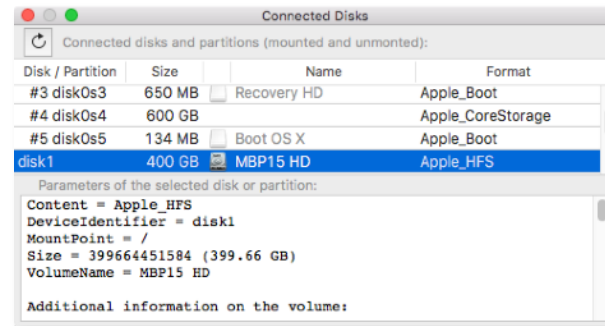 Connected Disks
Connected disks and partitions (mounted and unmonted):
Disk / Partition Size Name Format
#3 disk0s3 650 MB Recovery HD Apple_Boot
#4 disk0s4 600 GB Apple_CoreStorage
#5 disk0s5 134 MB Boot OS X Apple_Boot
disk1 400 GB MBP15 HD Apple_HFS
Parameters of the selected disk or partition:
Content = Apple_HFS
DeviceIdentifier = disk1
MountPoint = /
Size = 399664451584 (399.66 GB)
VolumeName = MBP15 HD
Additional information on the volume: